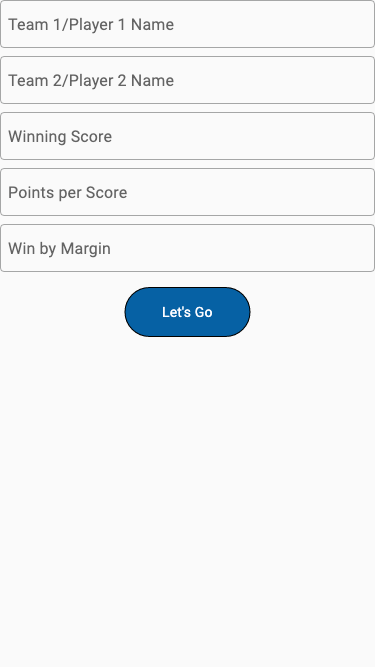 Team 1/Player 1 Name
Team 2/Player 2 Name
Winning Score
Points per Score
Win by Margin
Let's Go